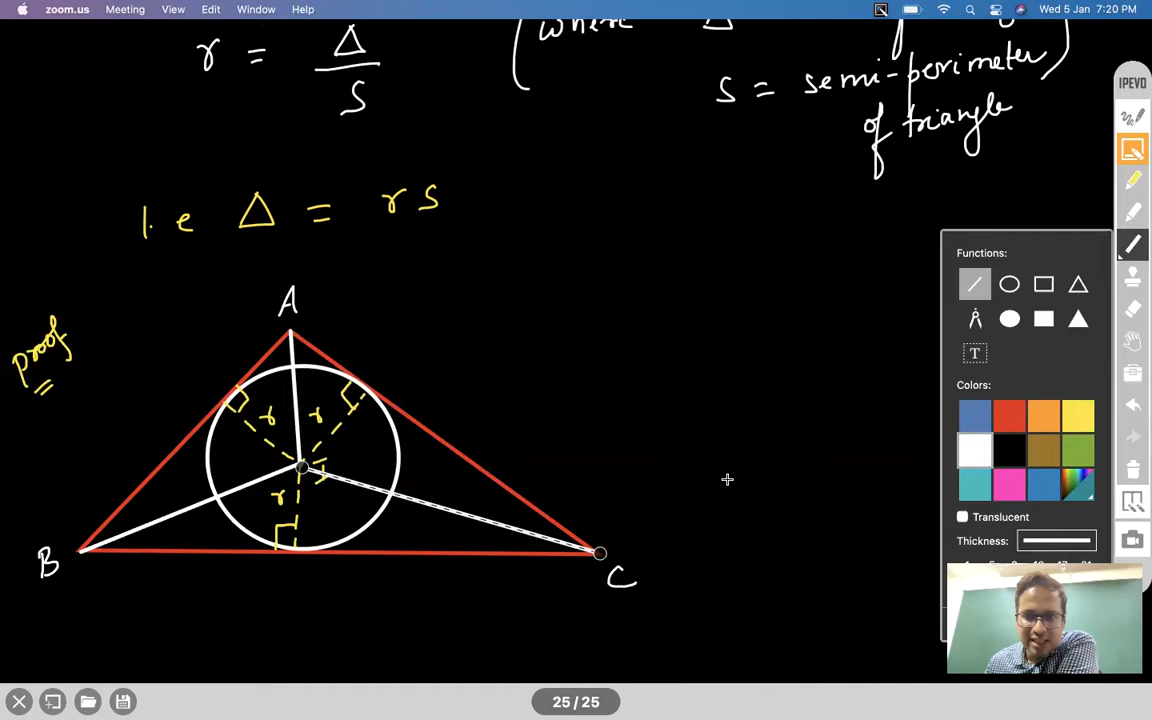 zoom.us Meeting View Edit Window Help Wed 5 Jan 7:20 PM
r = Δ / s
(where Δ
s = semi-perimeter)
of triangle
I.e Δ = r s
proof
A
r r
I
r
B
C
IPEVO
Functions:
T
Colors:
Translucent
Thickness:
25 / 25